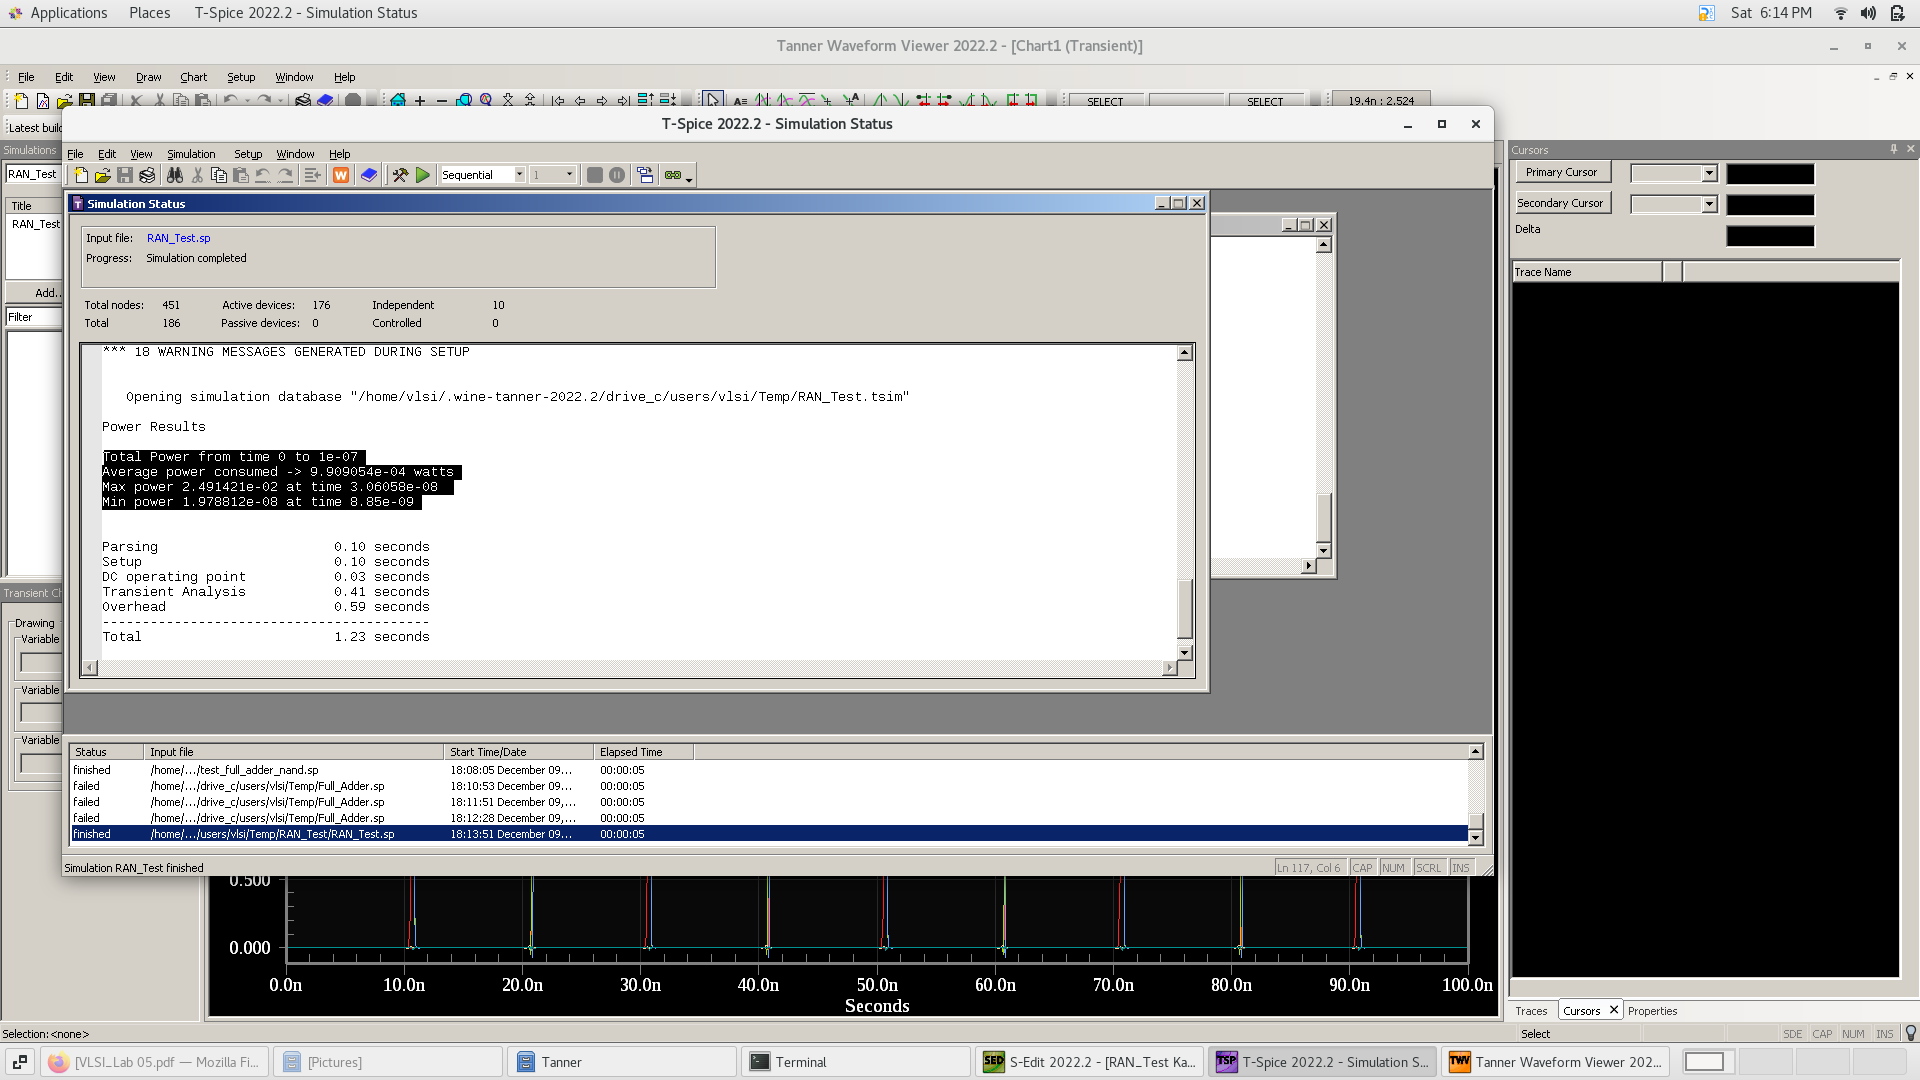 Applications Places T-Spice 2022.2 - Simulation Status Sat 6:14 PM
Tanner Waveform Viewer 2022.2 - [Chart1 (Transient)]
File Edit View Draw Chart Setup Window Help
SELECT SELECT 19.4n : 2.524
Latest build
T-Spice 2022.2 - Simulation Status
Simulations
Cursors
File Edit View Simulation Setup Window Help
RAN_Test
Sequential 1
Primary Cursor
Secondary Cursor
Delta
Title
RAN_Test
Simulation Status
Input file: RAN_Test.sp
Progress: Simulation completed
Trace Name
Add..
Filter
Total nodes: 451 Active devices: 176 Independent 10
Total 186 Passive devices: 0 Controlled 0
*** 18 WARNING MESSAGES GENERATED DURING SETUP
Opening simulation database "/home/vlsi/.wine-tanner-2022.2/drive_c/users/vlsi/Temp/RAN_Test.tsim"
Power Results
Total Power from time 0 to 1e-07
Average power consumed -> 9.909054e-04 watts
Max power 2.491421e-02 at time 3.06058e-08
Min power 1.978812e-08 at time 8.85e-09
Parsing 0.10 seconds
Setup 0.10 seconds
DC operating point 0.03 seconds
Transient Analysis 0.41 seconds
Overhead 0.59 seconds
----------------------------------------
Total 1.23 seconds
Transient Ch
Drawing
Variable
Variable
Variable
Status Input file Start Time/Date Elapsed Time
finished /home/.../test_full_adder_nand.sp 18:08:05 December 09... 00:00:05
failed /home/.../drive_c/users/vlsi/Temp/Full_Adder.sp 18:10:53 December 09... 00:00:05
failed /home/.../drive_c/users/vlsi/Temp/Full_Adder.sp 18:11:51 December 09,... 00:00:05
failed /home/.../drive_c/users/vlsi/Temp/Full_Adder.sp 18:12:28 December 09,... 00:00:05
finished /home/.../users/vlsi/Temp/RAN_Test/RAN_Test.sp 18:13:51 December 09... 00:00:05
Simulation RAN_Test finished Ln 117, Col 6 CAP NUM SCRL INS
0.500
0.000
0.0n 10.0n 20.0n 30.0n 40.0n 50.0n 60.0n 70.0n 80.0n 90.0n 100.0n
Seconds
Traces Cursors Properties
Selection: <none> Select SDE CAP NUM INS
[VLSI_Lab 05.pdf — Mozilla Fi... [Pictures] Tanner Terminal S-Edit 2022.2 - [RAN_Test Ka... T-Spice 2022.2 - Simulation S... Tanner Waveform Viewer 202...